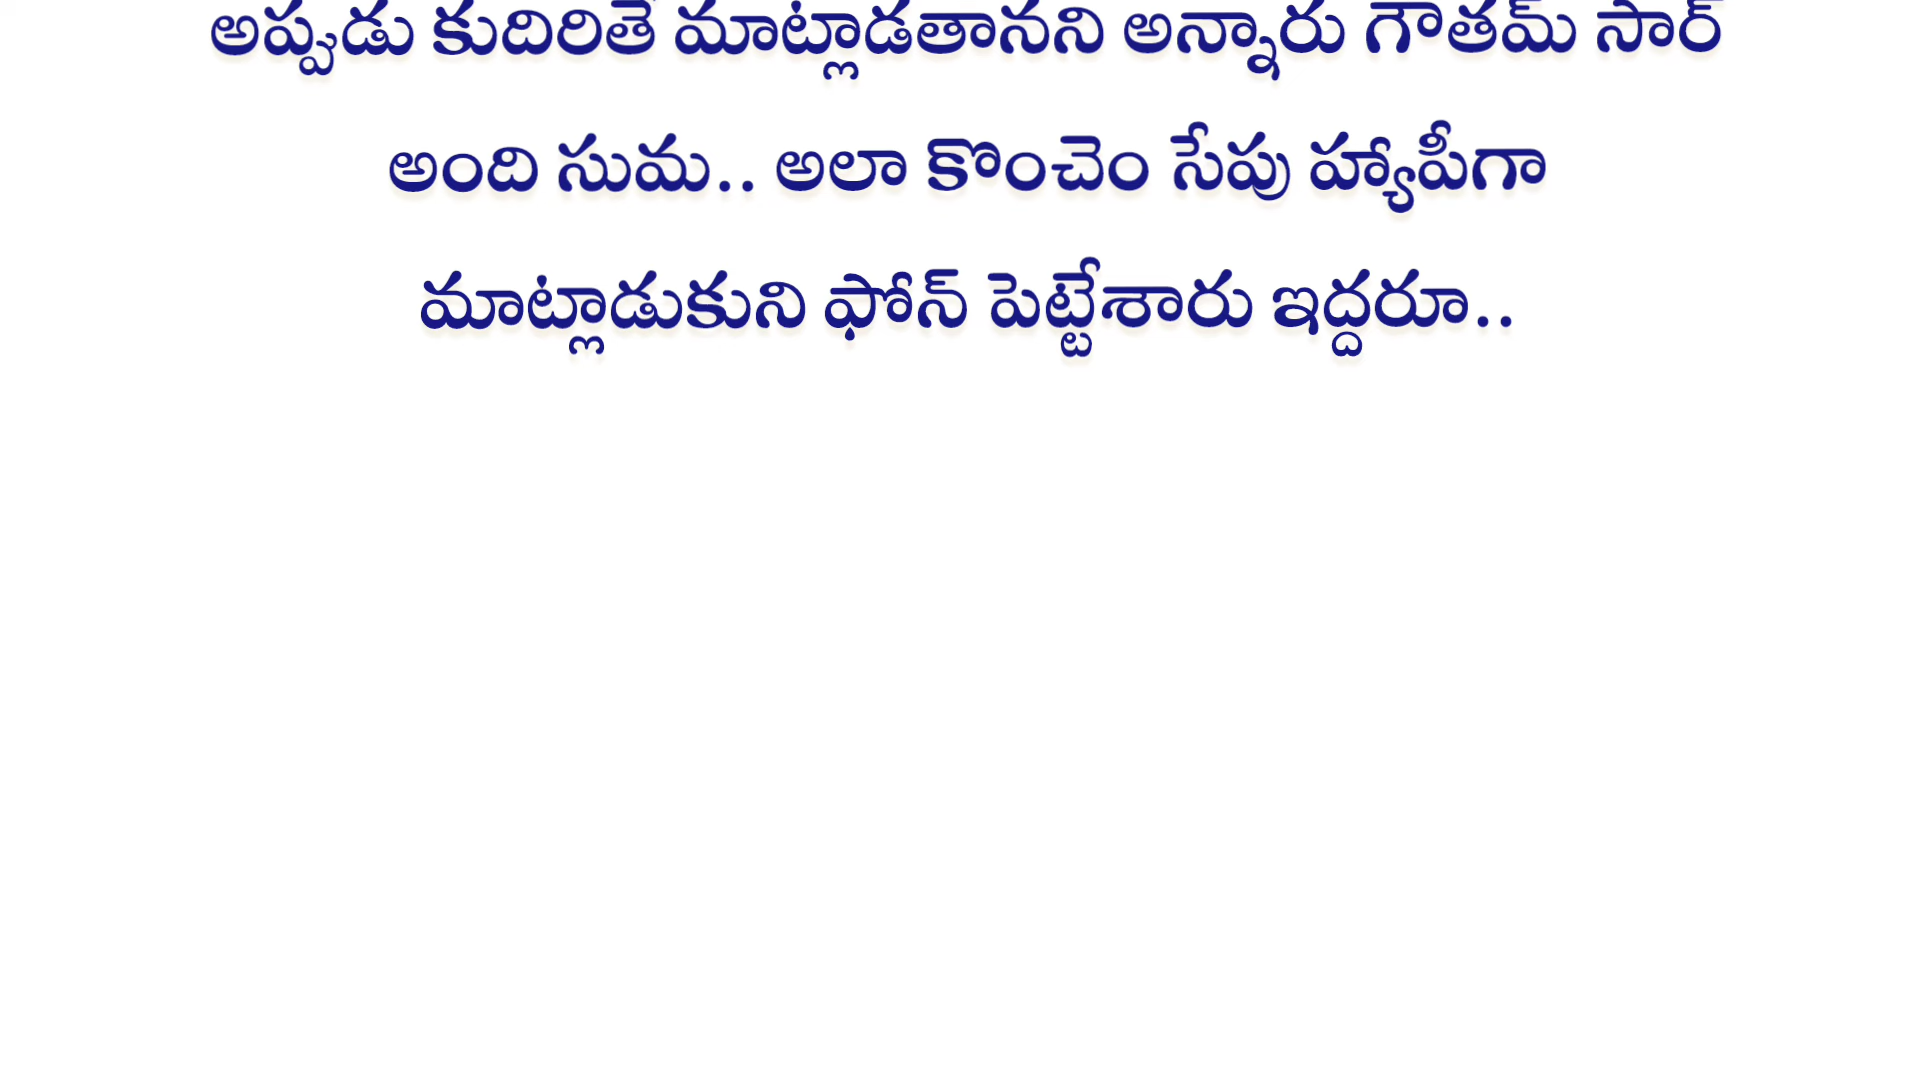 అప్పుడు కుదిరితే మాట్లాడతానని అన్నారు గౌతమ్ సార్
అంది సుమ.. అలా కొంచెం సేపు హ్యాపీగా
మాట్లాడుకుని ఫోన్ పెట్టేశారు ఇద్దరూ..